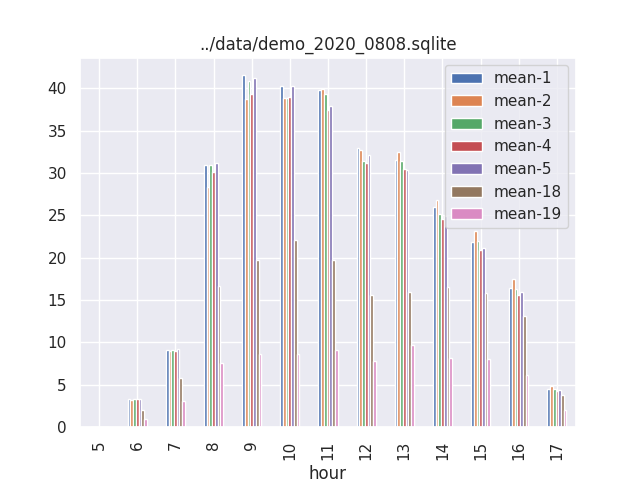 ../data/demo_2020_0808.sqlite
40
35
30
25
20
15
10
5
0
mean-1
mean-2
mean-3
mean-4
mean-5
mean-18
mean-19
5 6 7 8 9 10 11 12 13 14 15 16 17
hour